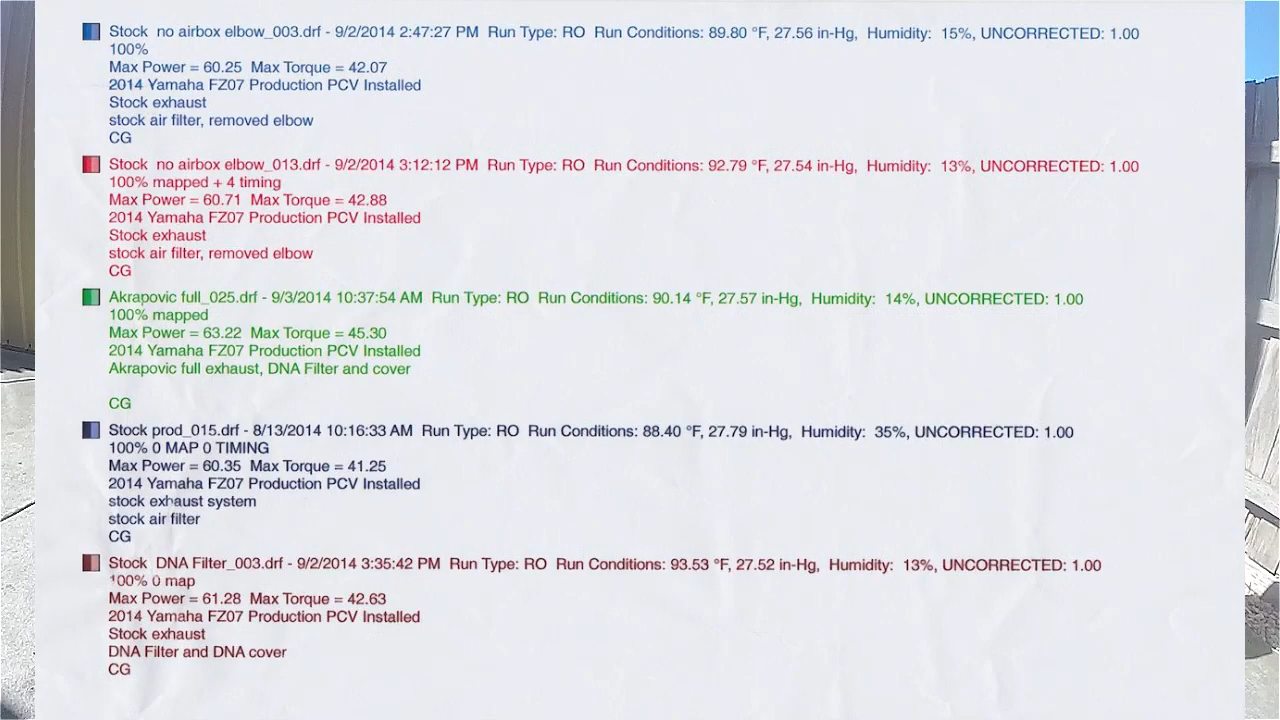 Stock no airbox elbow_003.drf - 9/2/2014 2:47:27 PM Run Type: RO Run Conditions: 89.80 °F, 27.56 in-Hg, Humidity: 15%, UNCORRECTED: 1.00
100%
Max Power = 60.25 Max Torque = 42.07
2014 Yamaha FZ07 Production PCV Installed
Stock exhaust
stock air filter, removed elbow
CG
Stock no airbox elbow_013.drf - 9/2/2014 3:12:12 PM Run Type: RO Run Conditions: 92.79 °F, 27.54 in-Hg, Humidity: 13%, UNCORRECTED: 1.00
100% mapped + 4 timing
Max Power = 60.71 Max Torque = 42.88
2014 Yamaha FZ07 Production PCV Installed
Stock exhaust
stock air filter, removed elbow
CG
Akrapovic full_025.drf - 9/3/2014 10:37:54 AM Run Type: RO Run Conditions: 90.14 °F, 27.57 in-Hg, Humidity: 14%, UNCORRECTED: 1.00
100% mapped
Max Power = 63.22 Max Torque = 45.30
2014 Yamaha FZ07 Production PCV Installed
Akrapovic full exhaust, DNA Filter and cover
CG
Stock prod_015.drf - 8/13/2014 10:16:33 AM Run Type: RO Run Conditions: 88.40 °F, 27.79 in-Hg, Humidity: 35%, UNCORRECTED: 1.00
100% 0 MAP 0 TIMING
Max Power = 60.35 Max Torque = 41.25
2014 Yamaha FZ07 Production PCV Installed
stock exhaust system
stock air filter
CG
Stock DNA Filter_003.drf - 9/2/2014 3:35:42 PM Run Type: RO Run Conditions: 93.53 °F, 27.52 in-Hg, Humidity: 13%, UNCORRECTED: 1.00
100% 0 map
Max Power = 61.28 Max Torque = 42.63
2014 Yamaha FZ07 Production PCV Installed
Stock exhaust
DNA Filter and DNA cover
CG